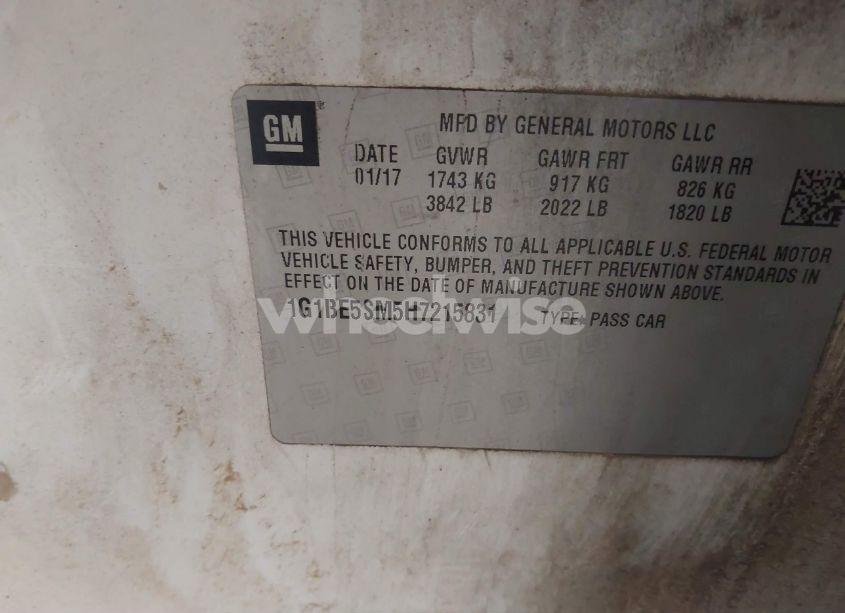 GM
MFD BY GENERAL MOTORS LLC
DATE GVWR GAWR FRT GAWR RR
01/17 1743 KG 917 KG 826 KG
3842 LB 2022 LB 1820 LB
THIS VEHICLE CONFORMS TO ALL APPLICABLE U.S. FEDERAL MOTOR
VEHICLE SAFETY, BUMPER, AND THEFT PREVENTION STANDARDS IN
EFFECT ON THE DATE OF MANUFACTURE SHOWN ABOVE.
1G1BE5SM5H7215831 TYPE: PASS CAR
wheelwise